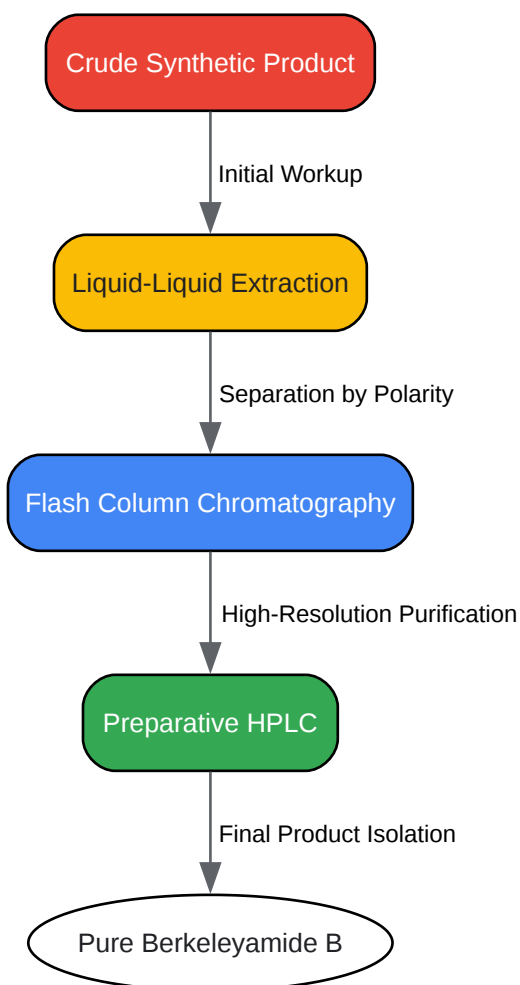 Crude Synthetic Product
Initial Workup
Liquid-Liquid Extraction
Separation by Polarity
Flash Column Chromatography
High-Resolution Purification
Preparative HPLC
Final Product Isolation
Pure Berkeleyamide B